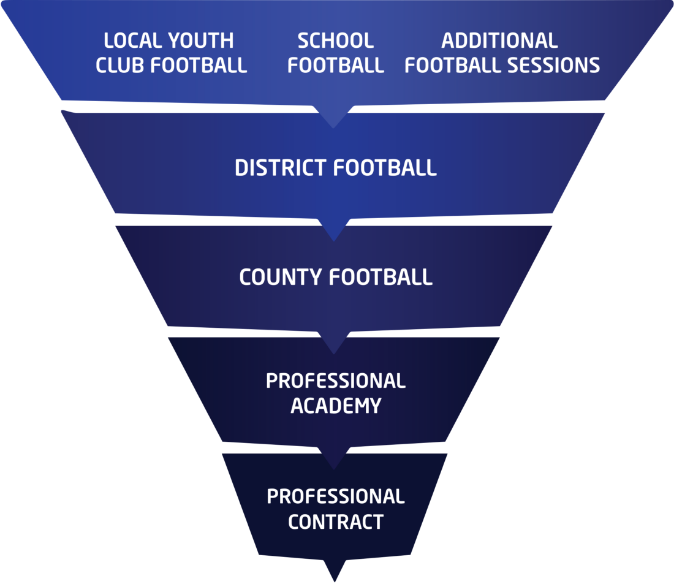 LOCAL YOUTH
CLUB FOOTBALL
SCHOOL
FOOTBALL
ADDITIONAL
FOOTBALL SESSIONS
DISTRICT FOOTBALL
COUNTY FOOTBALL
PROFESSIONAL
ACADEMY
PROFESSIONAL
CONTRACT